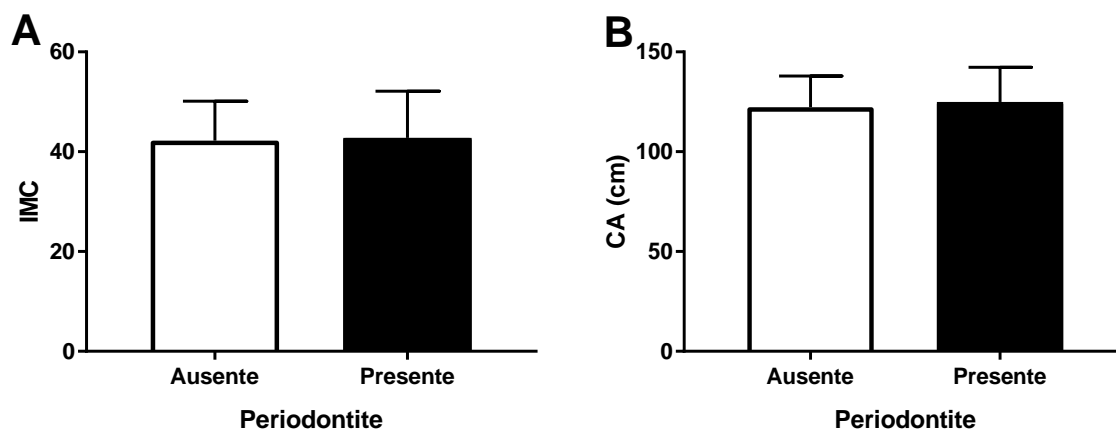 A
60
40
20
0
IMC
Ausente
Presente
Periodontite
B
150
100
50
0
CA (cm)
Ausente
Presente
Periodontite